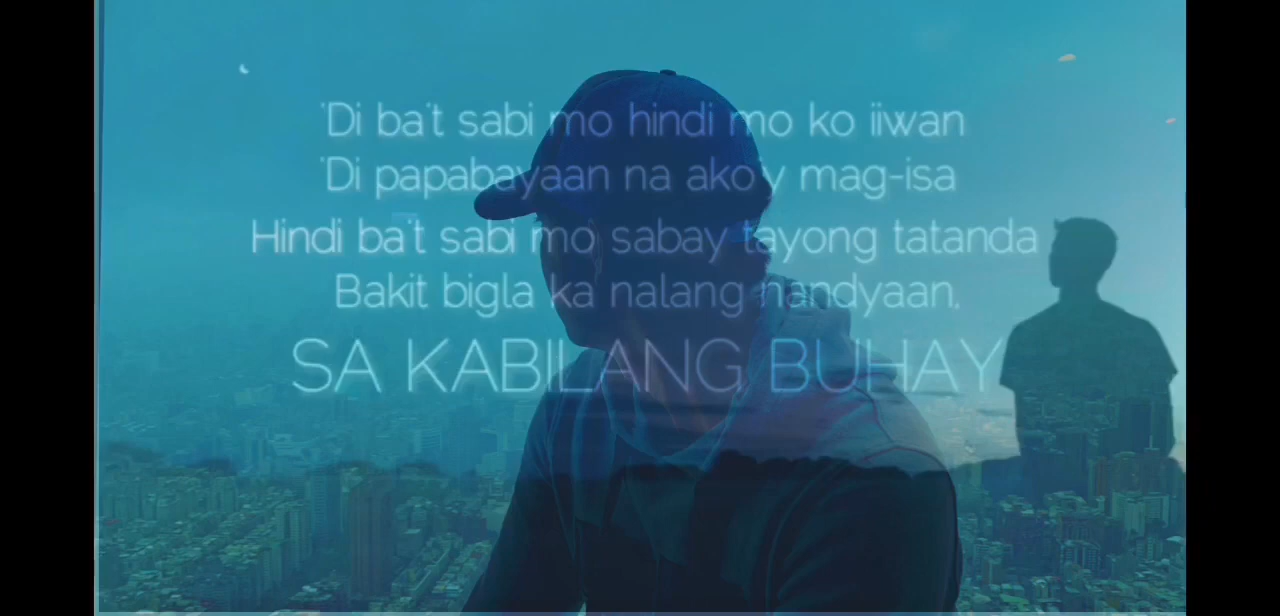 'Di ba't sabi mo hindi mo ko iiwan
'Di papabayaan na ako'y mag-isa
Hindi ba't sabi mo sabay tayong tatanda
Bakit bigla ka nalang nandyaan,
SA KABILANG BUHAY